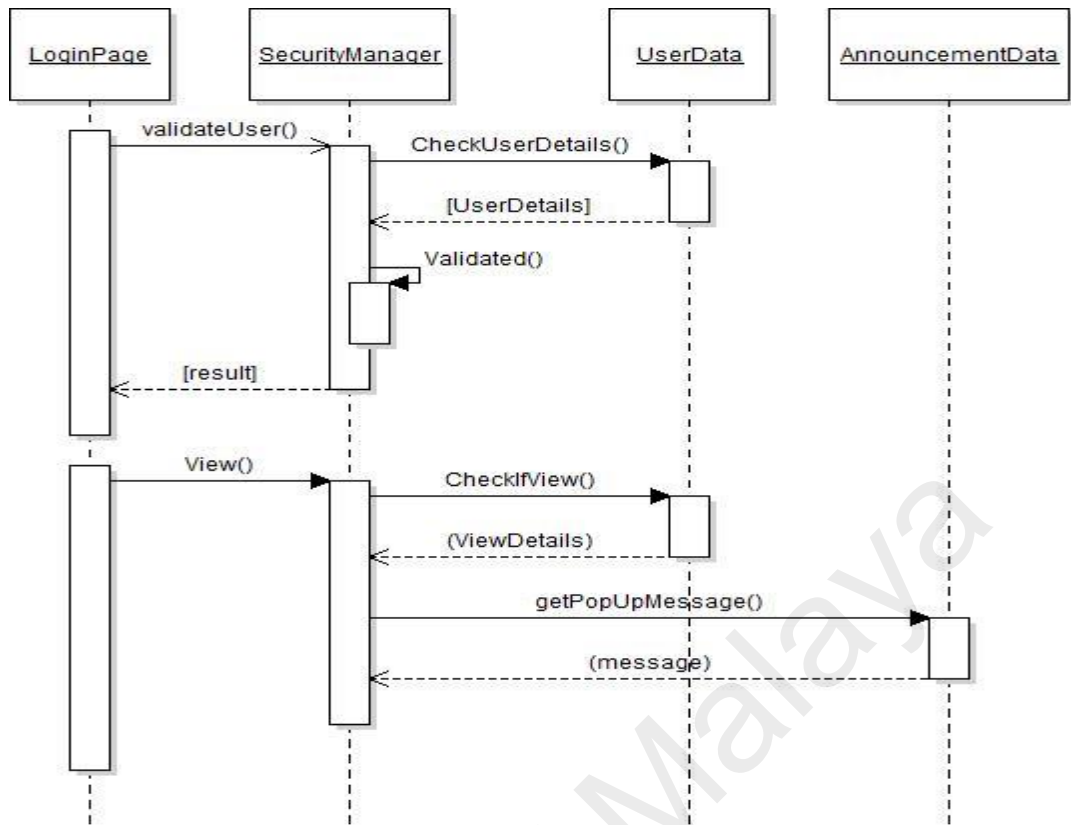 LoginPage
SecurityManager
UserData
AnnouncementData
validateUser()
CheckUserDetails()
[UserDetails]
Validated()
[result]
View()
CheckIfView()
(ViewDetails)
getPopUpMessage()
(message)
Malaya